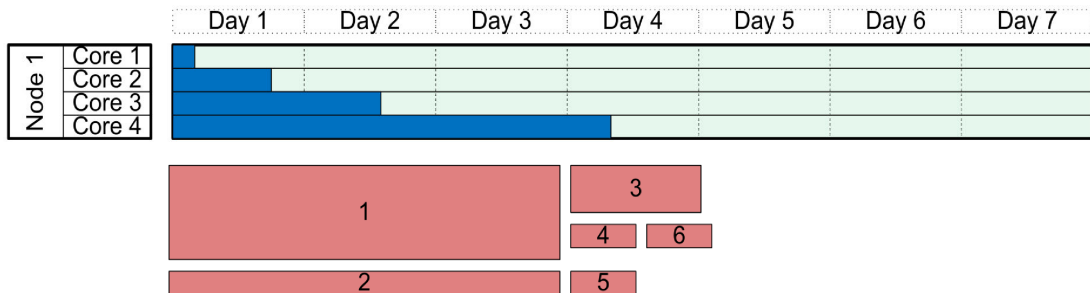 Day 1 Day 2 Day 3 Day 4 Day 5 Day 6 Day 7
Node 1
Core 1
Core 2
Core 3
Core 4
1
3
4 6
2 5